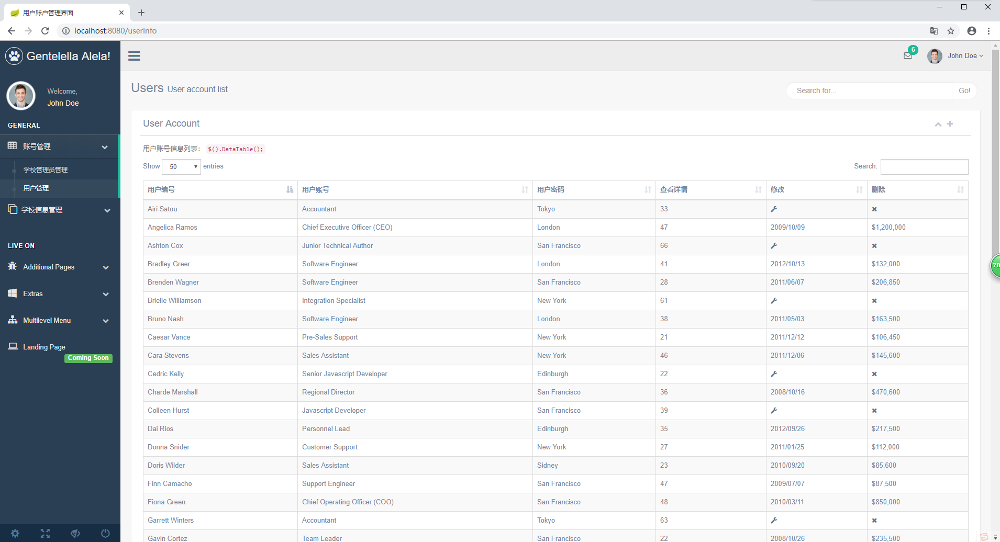 用户账户管理界面
localhost:8080/userInfo
Gentelella Alela!
6
John Doe
Welcome,
John Doe
Users User account list
Search for...
Go!
GENERAL
账号管理
学校管理员管理
用户管理
学校信息管理
LIVE ON
Additional Pages
Extras
Multilevel Menu
Landing Page
Coming Soon
User Account
用户账号信息列表: $().DataTable();
Show 50 entries
Search:
用户编号 用户账号 用户密码 查看详情 修改 删除
Airi Satou Accountant Tokyo 33
Angelica Ramos Chief Executive Officer (CEO) London 47 2009/10/09 $1,200,000
Ashton Cox Junior Technical Author San Francisco 66
Bradley Greer Software Engineer London 41 2012/10/13 $132,000
Brenden Wagner Software Engineer San Francisco 28 2011/06/07 $206,850
Brielle Williamson Integration Specialist New York 61
Bruno Nash Software Engineer London 38 2011/05/03 $163,500
Caesar Vance Pre-Sales Support New York 21 2011/12/12 $106,450
Cara Stevens Sales Assistant New York 46 2011/12/06 $145,600
Cedric Kelly Senior Javascript Developer Edinburgh 22
Charde Marshall Regional Director San Francisco 36 2008/10/16 $470,600
Colleen Hurst Javascript Developer San Francisco 39
Dai Rios Personnel Lead Edinburgh 35 2012/09/26 $217,500
Donna Snider Customer Support New York 27 2011/01/25 $112,000
Doris Wilder Sales Assistant Sidney 23 2010/09/20 $85,600
Finn Camacho Support Engineer San Francisco 47 2009/07/07 $87,500
Fiona Green Chief Operating Officer (COO) San Francisco 48 2010/03/11 $850,000
Garrett Winters Accountant Tokyo 63
Gavin Cortez Team Leader San Francisco 22 2008/10/26 $235,500
70